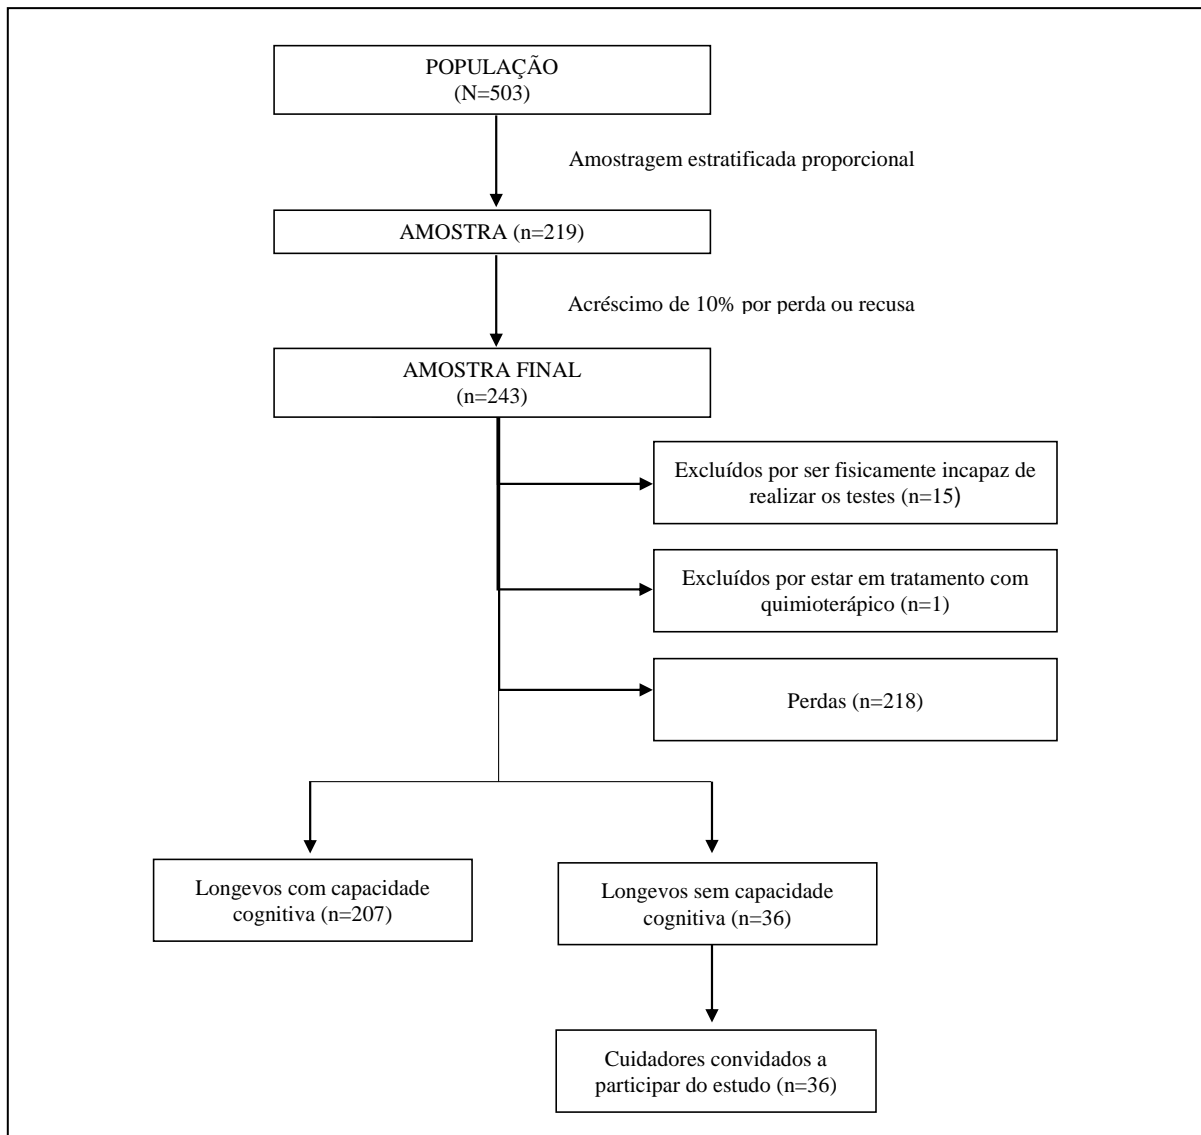 POPULAÇÃO
(N=503)
Amostragem estratificada proporcional
AMOSTRA (n=219)
Acréscimo de 10% por perda ou recusa
AMOSTRA FINAL
(n=243)
Excluídos por ser fisicamente incapaz de
realizar os testes (n=15)
Excluídos por estar em tratamento com
quimioterápico (n=1)
Perdas (n=218)
Longevos com capacidade
cognitiva (n=207)
Longevos sem capacidade
cognitiva (n=36)
Cuidadores convidados a
participar do estudo (n=36)